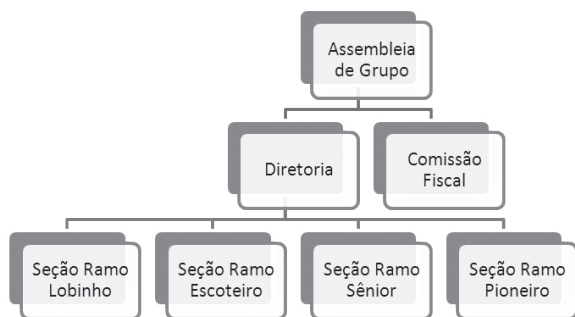 Assembleia
de Grupo
Diretoria
Comissão
Fiscal
Seção Ramo
Lobinho
Seção Ramo
Escoteiro
Seção Ramo
Sênior
Seção Ramo
Pioneiro